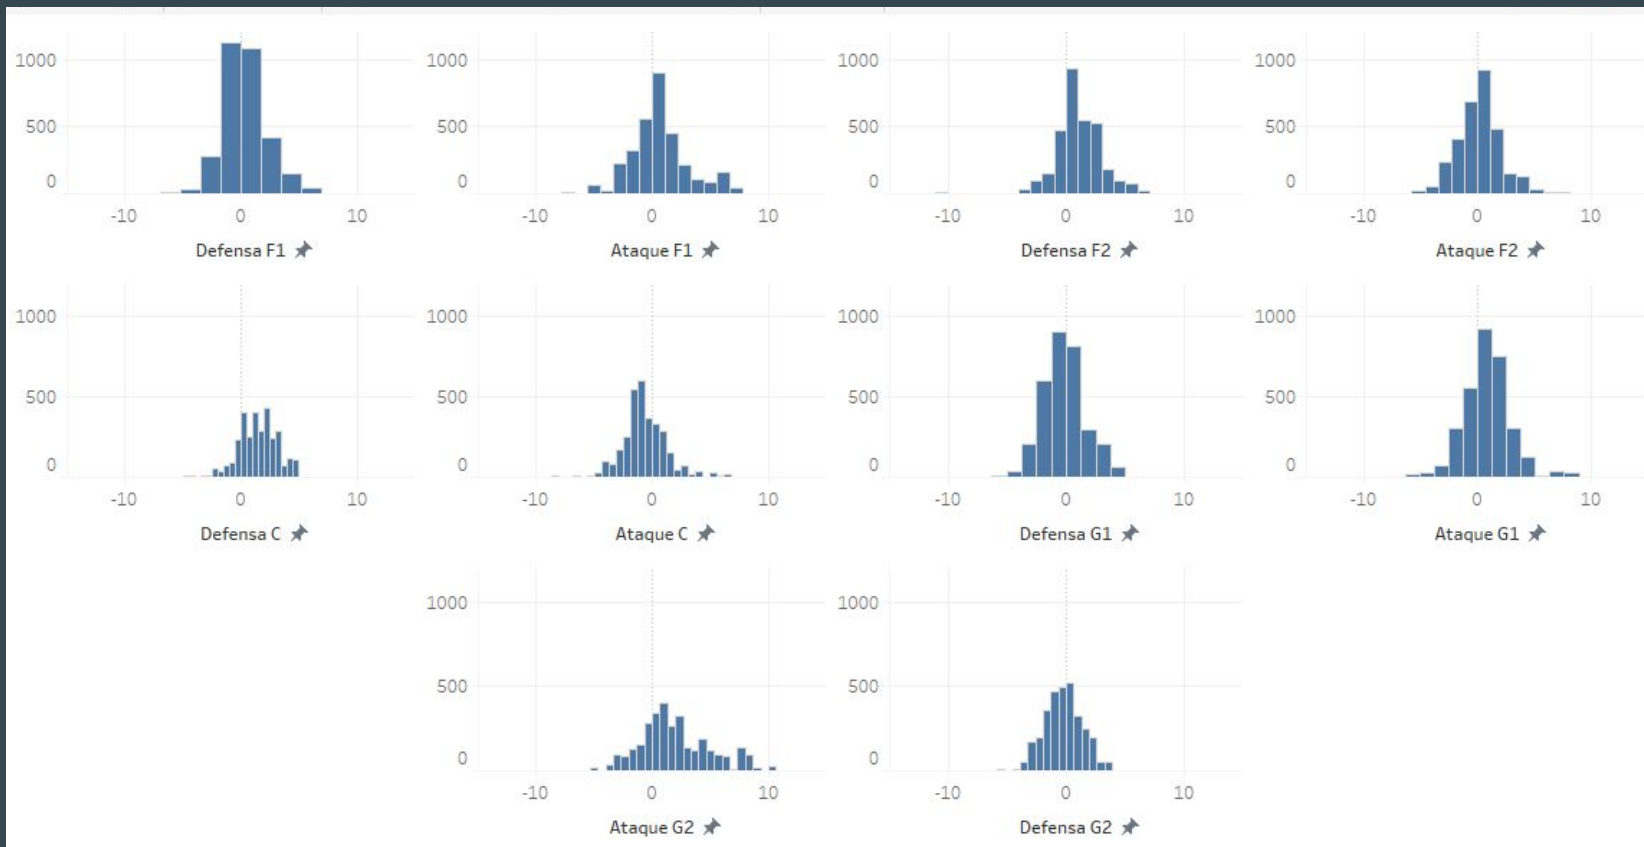 1000 1000 1000 1000
500 500 500 500
0 0 0 0
-10 0 10 -10 0 10 -10 0 10 -10 0 10
Defensa F1 Ataque F1 Defensa F2 Ataque F2
1000 1000 1000 1000
500 500 500 500
0 0 0 0
-10 0 10 -10 0 10 -10 0 10 -10 0 10
Defensa C Ataque C Defensa G1 Ataque G1
1000 1000
500 500
0 0
-10 0 10 -10 0 10
Ataque G2 Defensa G2